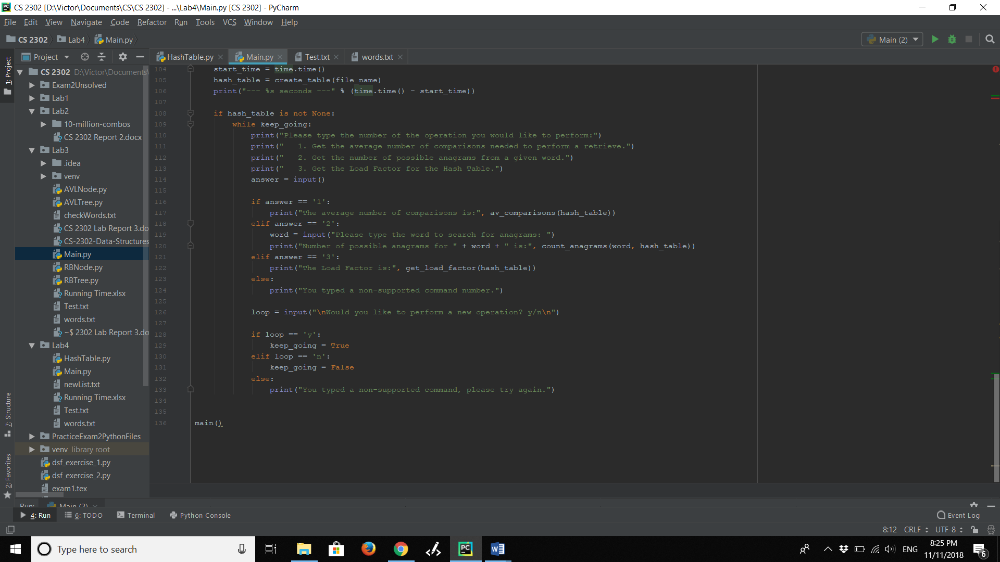 CS 2302 [D:\Victor\Documents\CS\CS 2302] - ...\Lab4\Main.py [CS 2302] - PyCharm
File Edit View Navigate Code Refactor Run Tools VCS Window Help
CS 2302 Lab4 Main.py Main (2)
Project HashTable.py Main.py Test.txt words.txt
1: Project
7: Structure
2: Favorites
CS 2302 D:\Victor\Documents\
Exam2Unsolved
Lab1
Lab2
10-million-combos
CS 2302 Report 2.docx
Lab3
.idea
venv
AVLNode.py
AVLTree.py
checkWords.txt
CS 2302 Lab Report 3.do
CS-2302-Data-Structures
Main.py
RBNode.py
RBTree.py
Running Time.xlsx
Test.txt
words.txt
~$ 2302 Lab Report 3.do
Lab4
HashTable.py
Main.py
newList.txt
Running Time.xlsx
Test.txt
words.txt
PracticeExam2PythonFiles
venv library root
dsf_exercise_1.py
dsf_exercise_2.py
exam1.tex
104 start_time = time.time()
105 hash_table = create_table(file_name)
106 print("--- %s seconds ---" % (time.time() - start_time))
107
108 if hash_table is not None:
109 while keep_going:
110 print("Please type the number of the operation you would like to perform:")
111 print("   1. Get the average number of comparisons needed to perform a retrieve.")
112 print("   2. Get the number of possible anagrams from a given word.")
113 print("   3. Get the Load Factor for the Hash Table.")
114 answer = input()
115
116 if answer == '1':
117 print("The average number of comparisons is:", av_comparisons(hash_table))
118 elif answer == '2':
119 word = input("Please type the word to search for anagrams: ")
120 print("Number of possible anagrams for " + word + " is:", count_anagrams(word, hash_table))
121 elif answer == '3':
122 print("The Load Factor is:", get_load_factor(hash_table))
123 else:
124 print("You typed a non-supported command number.")
125
126 loop = input("\nWould you like to perform a new operation? y/n\n")
127
128 if loop == 'y':
129 keep_going = True
130 elif loop == 'n':
131 keep_going = False
132 else:
133 print("You typed a non-supported command, please try again.")
134
135
136 main()
Run: Main (2)
4: Run 6: TODO Terminal Python Console Event Log
8:12 CRLF UTF-8
Type here to search
ENG
8:25 PM
11/11/2018
6